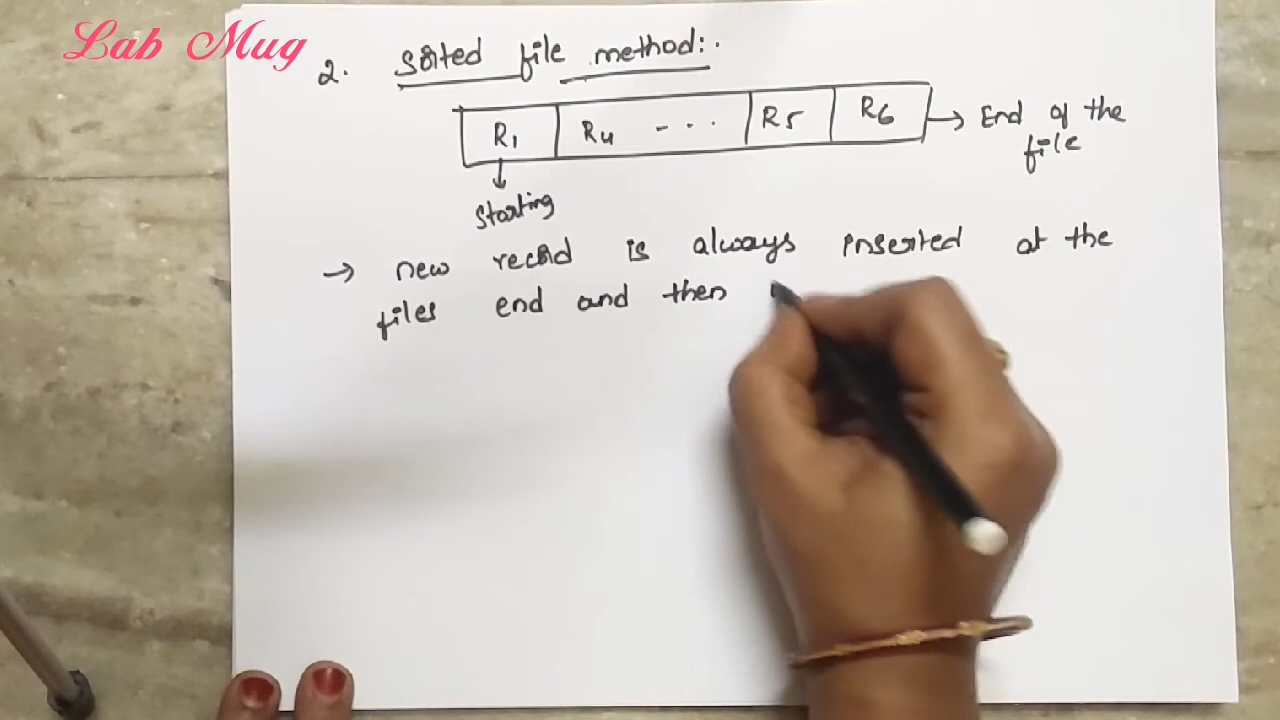 Lab Mug
2. Sorted file method:.
R1 R4 - - - R5 R6 → End of the
file
Starting
→ new record is always inserted at the
files end and then